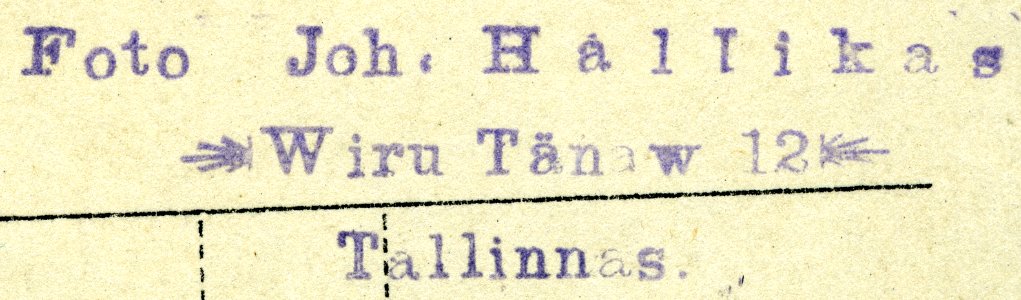 Foto Joh. Hallikas
Wiru Tänaw 12
Tallinnas.